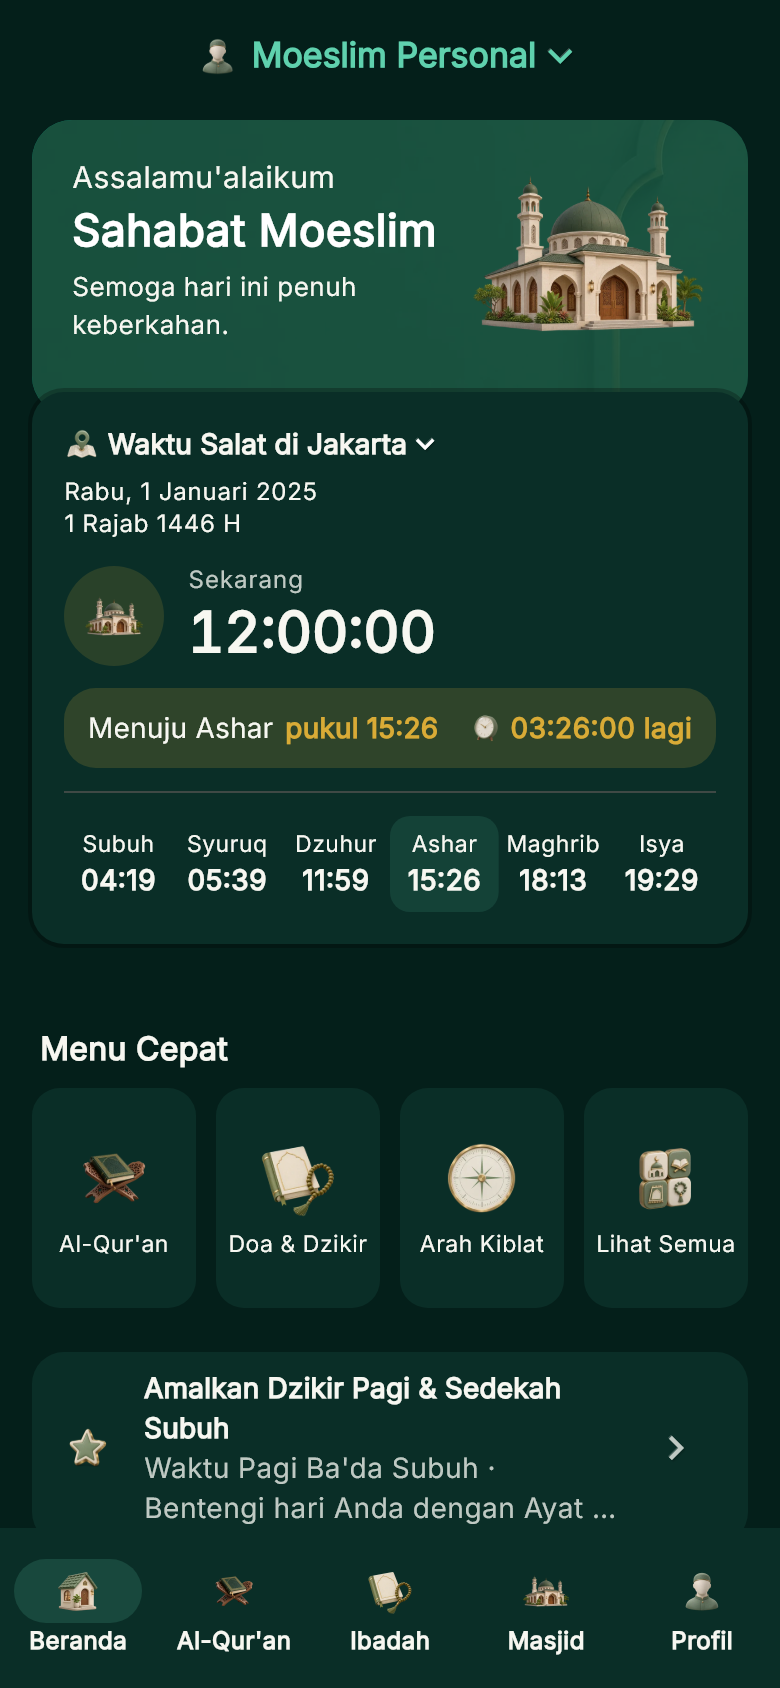 Moeslim Personal
Assalamu'alaikum
Sahabat Moeslim
Semoga hari ini penuh
keberkahan.
Waktu Salat di Jakarta
Rabu, 1 Januari 2025
1 Rajab 1446 H
Sekarang
12:00:00
Menuju Ashar pukul 15:26 03:26:00 lagi
Subuh Syuruq Dzuhur Ashar Maghrib Isya
04:19 05:39 11:59 15:26 18:13 19:29
Menu Cepat
Al-Qur'an Doa & Dzikir Arah Kiblat Lihat Semua
Amalkan Dzikir Pagi & Sedekah
Subuh
Waktu Pagi Ba'da Subuh ·
Bentengi hari Anda dengan Ayat ...
Beranda Al-Qur'an Ibadah Masjid Profil